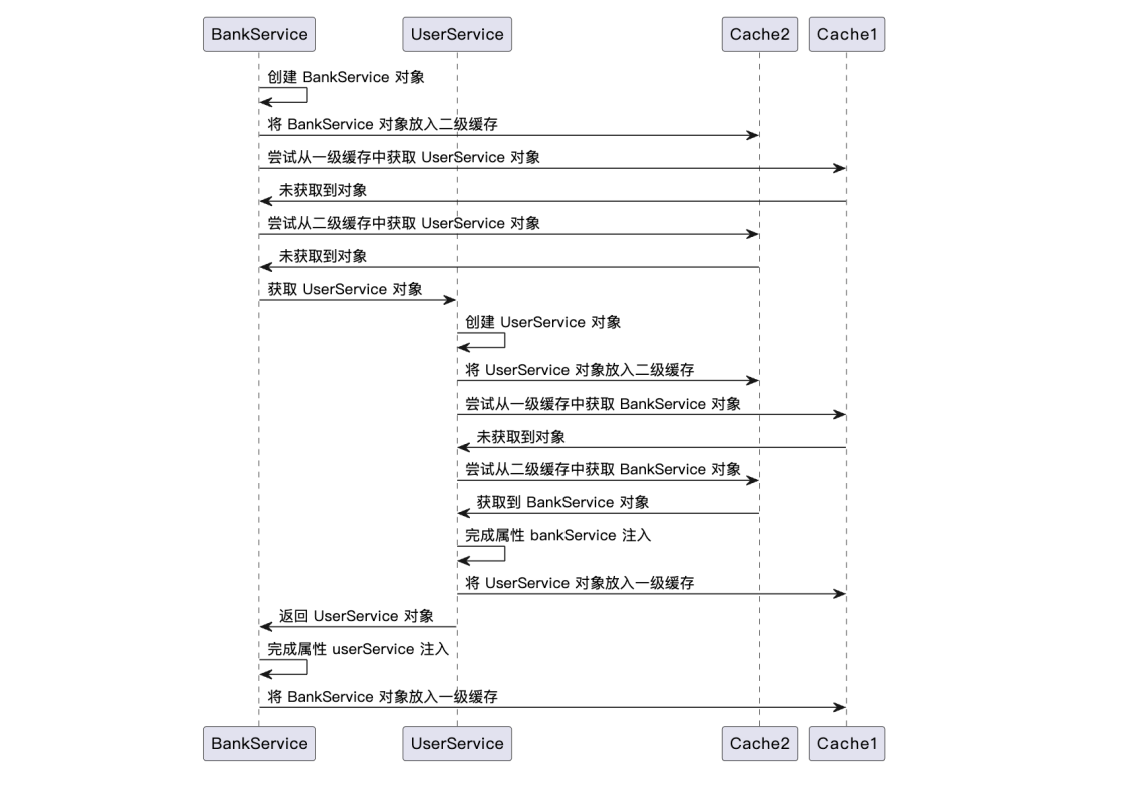 BankService UserService Cache2 Cache1
创建 BankService 对象
将 BankService 对象放入二级缓存
尝试从一级缓存中获取 UserService 对象
未获取到对象
尝试从二级缓存中获取 UserService 对象
未获取到对象
获取 UserService 对象
创建 UserService 对象
将 UserService 对象放入二级缓存
尝试从一级缓存中获取 BankService 对象
未获取到对象
尝试从二级缓存中获取 BankService 对象
获取到 BankService 对象
完成属性 bankService 注入
将 UserService 对象放入一级缓存
返回 UserService 对象
完成属性 userService 注入
将 BankService 对象放入一级缓存
BankService UserService Cache2 Cache1